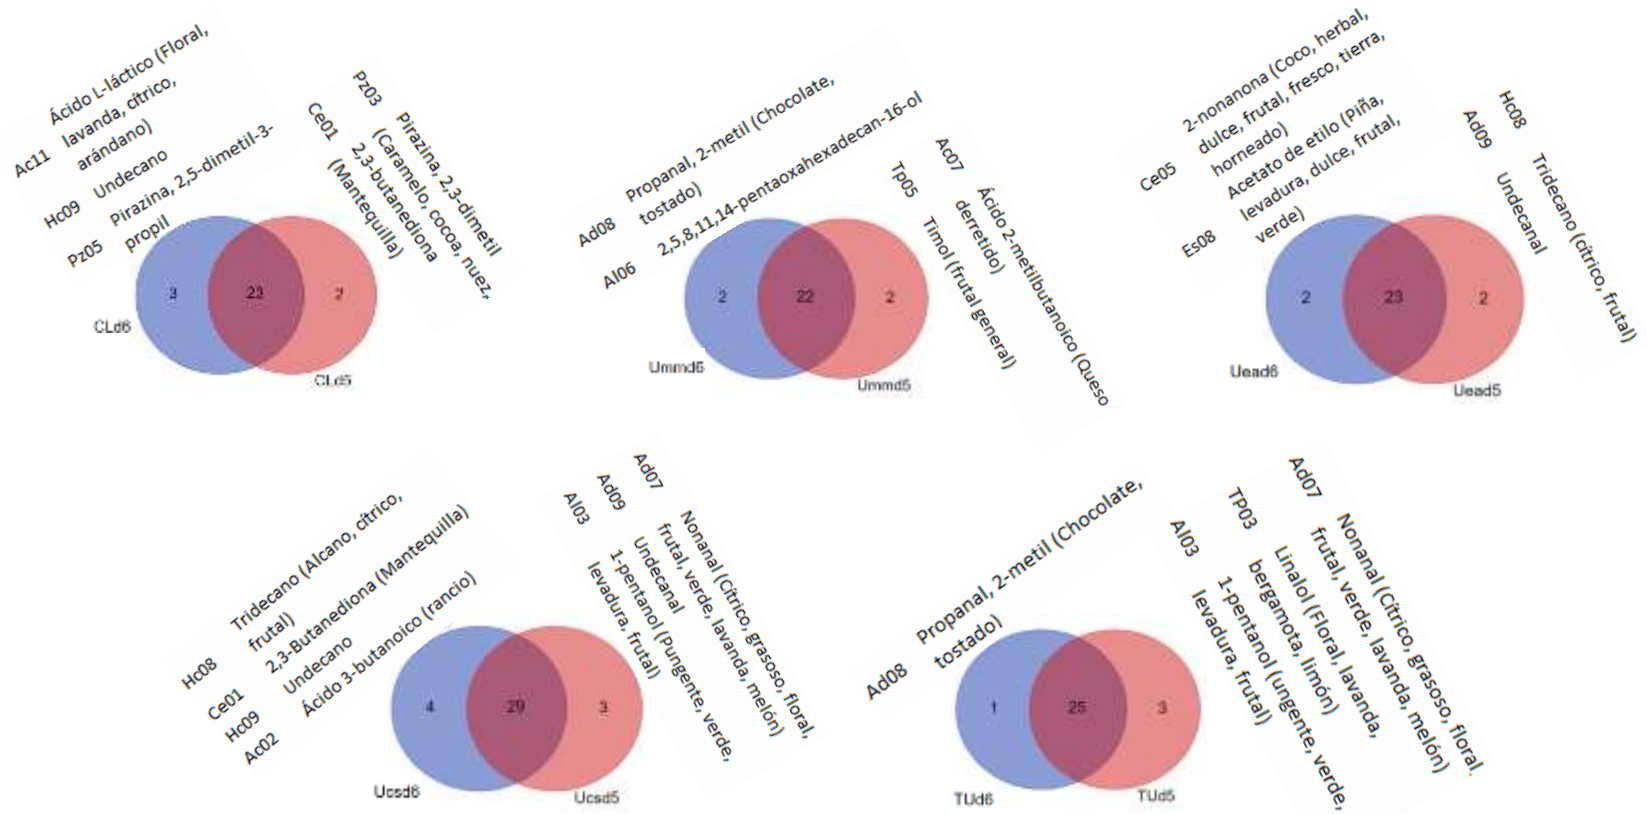 Ac11 Ácido L-láctico (Floral,
lavanda, cítrico,
arándano)
Hc09 Undecano
Pz05 Pirazina, 2,5-dimetil-3-
propil
Pz03 Pirazina, 2,3-dimetil
(Caramelo, cocoa, nuez,
Ce01 2,3-butanediona
(Mantequilla)
3
23
2
CLd6
CLd5
Ad08 Propanal, 2-metil (Chocolate,
tostado)
Al06 2,5,8,11,14-pentaoxahexadecan-16-ol
Ac07 Ácido 2-metilbutanoico (Queso
derretido)
Tp05 Timol (frutal general)
2
22
2
Ummd6
Ummd5
Ce05 2-nonanona (Coco, herbal,
dulce, frutal, fresco, tierra,
horneado)
Es08 Acetato de etilo (Piña,
levadura, dulce, frutal,
verde)
Hc08 Tridecano (cítrico, frutal)
Ad09 Undecanal
2
23
2
Uead6
Uead5
Hc08 Tridecano (Alcano, cítrico,
frutal)
Ce01 2,3-Butanediona (Mantequilla)
Hc09 Undecano
Ac02 Ácido 3-butanoico (rancio)
Ad07 Nonanal (Cítrico, grasoso, floral,
frutal, verde, lavanda, melón)
Ad09 Undecanal
Al03 1-pentanol (Pungente, verde,
levadura, frutal)
4
29
3
Ucsd6
Ucsd5
Ad08 Propanal, 2-metil (Chocolate,
tostado)
Ad07 Nonanal (Cítrico, grasoso, floral.
frutal, verde, lavanda, melón)
TP03 Linalol (Floral, lavanda,
bergamota, limón)
Al03 1-pentanol (ungente, verde,
levadura, frutal)
1
25
3
TUd6
TUd5